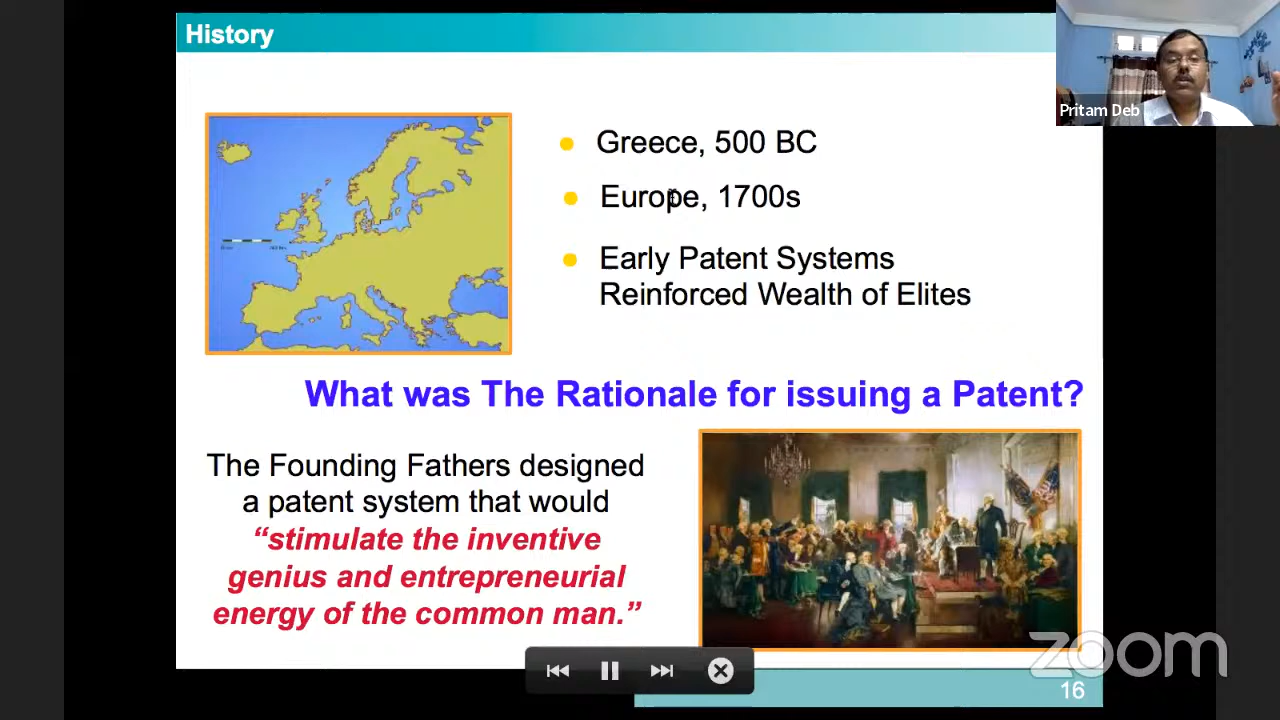 History
Pritam Deb
Greece, 500 BC
Europe, 1700s
Early Patent Systems
Reinforced Wealth of Elites
What was The Rationale for issuing a Patent?
The Founding Fathers designed
a patent system that would
“stimulate the inventive
genius and entrepreneurial
energy of the common man.”
zoom
16